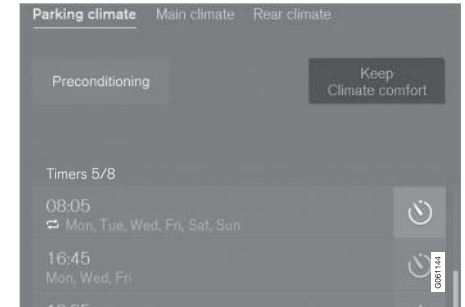 Parking climate Main climate Rear climate
Preconditioning
Keep
Climate comfort
Timers 5/8
08:05
Mon, Tue, Wed, Fri, Sat, Sun
16:45
Mon, Wed, Fri
G061144